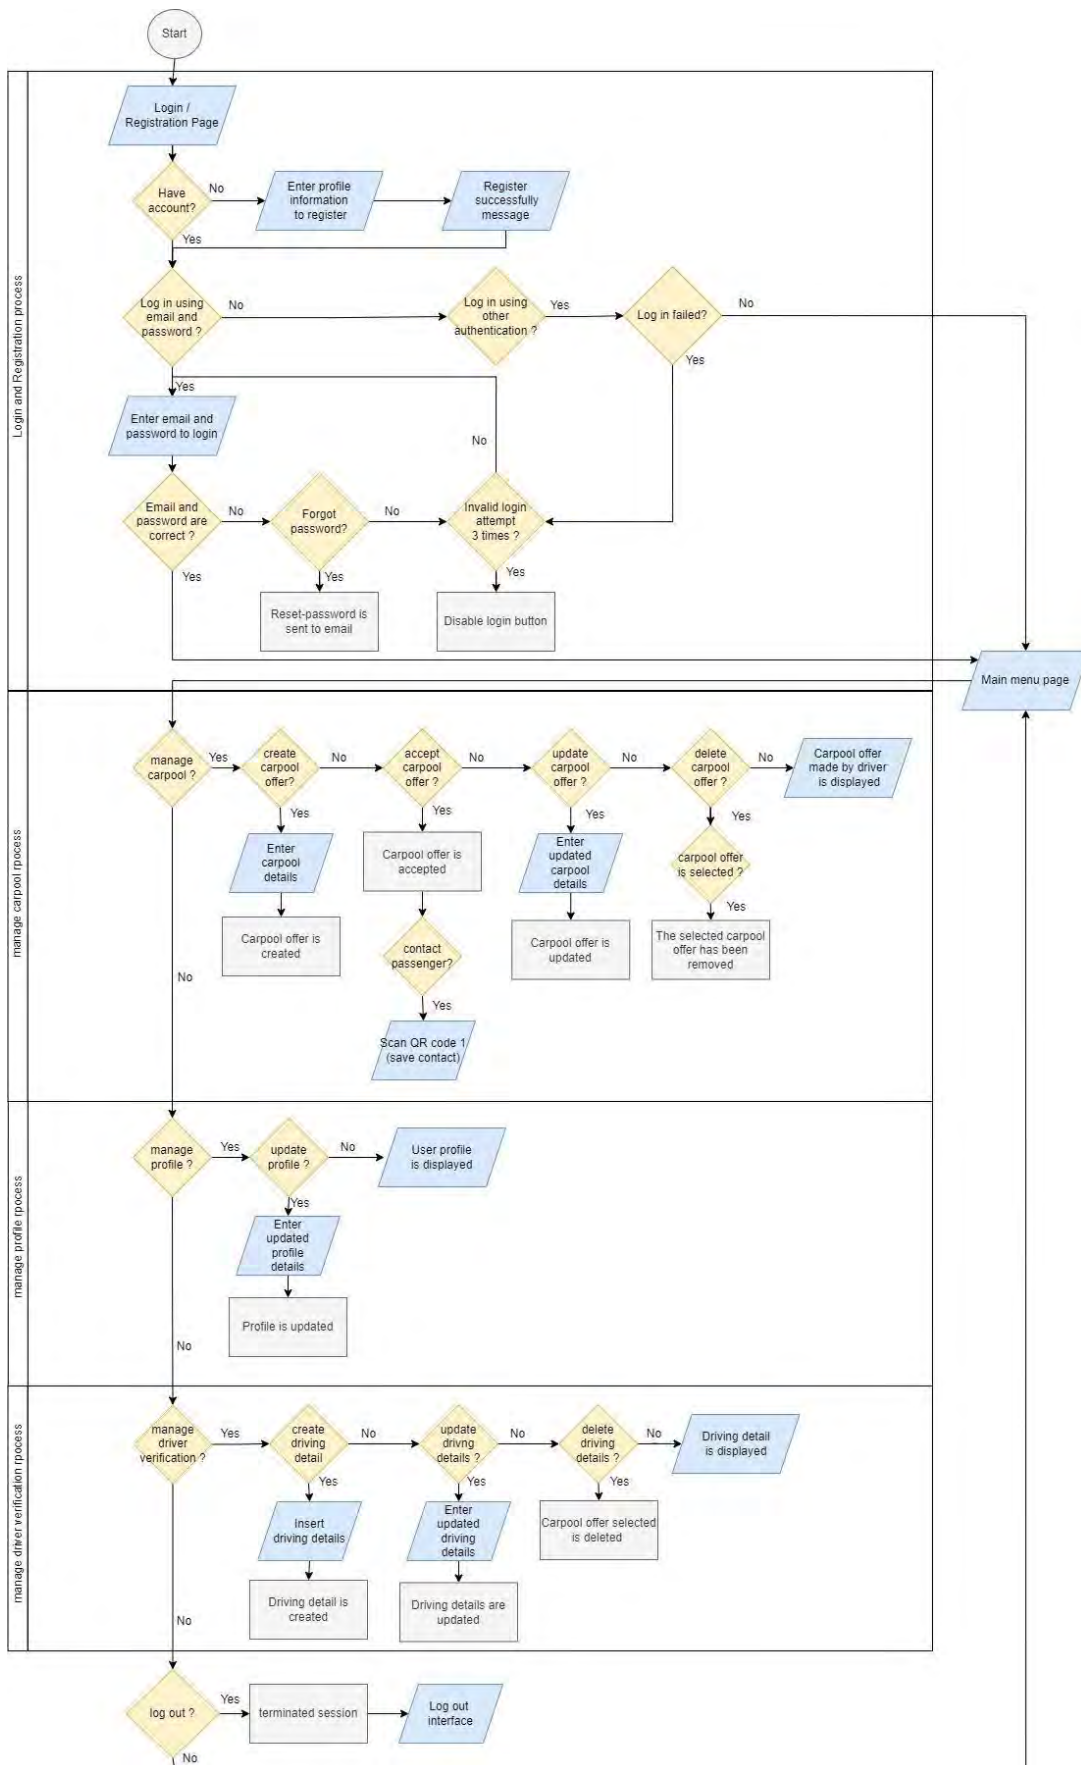 Start
Login /
Registration Page
Have
account?
No
Enter profile
information
to register
Register
successfully
message
Yes
Login and Registration process
Log in using
email and
password ?
No
Log in using
other
authentication ?
Yes
Log in failed?
No
Yes
Yes
Enter email and
password to login
No
Email and
password are
correct ?
No
Forgot
password?
No
Invalid login
attempt
3 times ?
Yes
Yes
Yes
Reset-password is
sent to email
Disable login button
Main menu page
manage carpool rpocess
manage
carpool ?
Yes
create
carpool
offer?
No
accept
carpool
offer ?
No
update
carpool
offer ?
No
delete
carpool
offer ?
No
Carpool offer
made by driver
is displayed
Yes
Yes
Yes
Yes
Enter
carpool
details
Carpool offer is
accepted
Enter
updated
carpool
details
carpool offer
is selected ?
Yes
Carpool offer is
created
contact
passenger?
Carpool offer is
updated
The selected carpool
offer has been
removed
No
Yes
Scan QR code 1
(save contact)
manage profile rpocess
manage
profile ?
Yes
update
profile ?
No
User profile
is displayed
Yes
Enter
updated
profile
details
Profile is updated
No
manage driver verification rpocess
manage
driver
verification ?
Yes
create
driving
detail
No
update
drivng
details ?
No
delete
driving
details ?
No
Driving detail
is displayed
Yes
Yes
Yes
Insert
driving details
Enter
updated
driving
details
Carpool offer selected
is deleted
Driving detail is
created
Driving details are
updated
No
log out ?
Yes
terminated session
Log out
interface
No